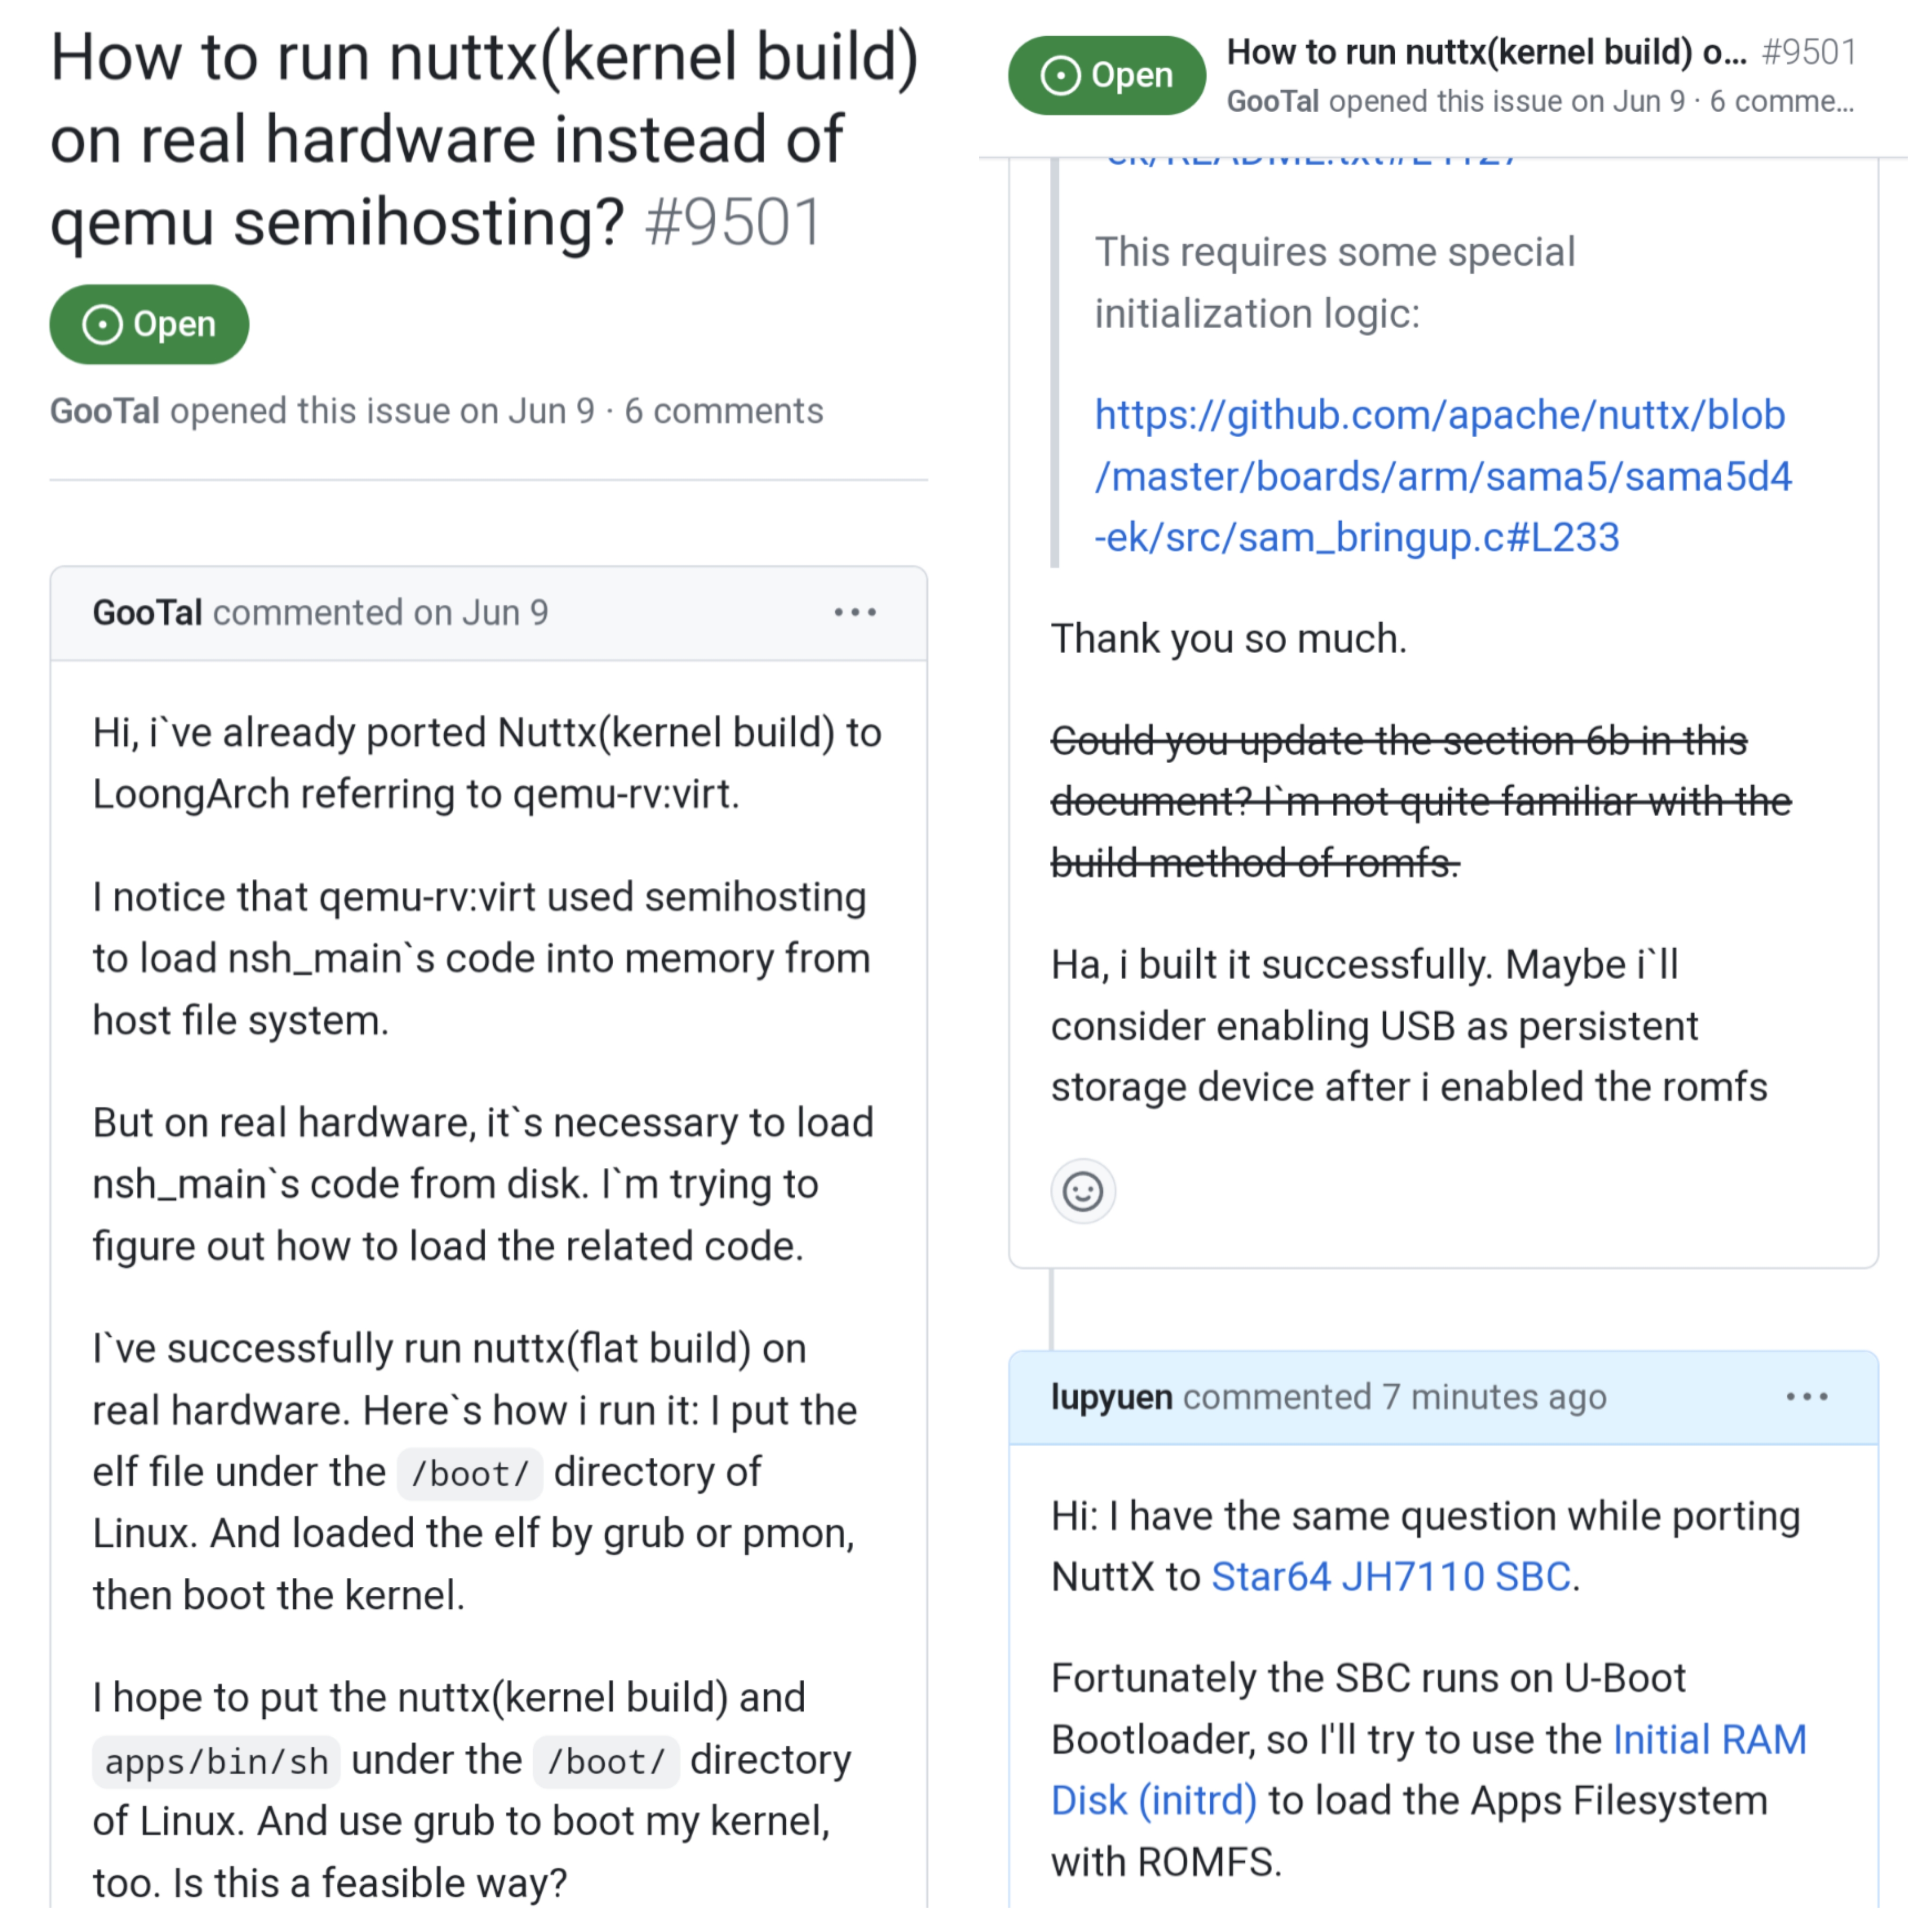 How to run nuttx(kernel build)
on real hardware instead of
qemu semihosting? #9501
Open
GooTal opened this issue on Jun 9 · 6 comments
GooTal commented on Jun 9
Hi, i`ve already ported Nuttx(kernel build) to
LoongArch referring to qemu-rv:virt.
I notice that qemu-rv:virt used semihosting
to load nsh_main`s code into memory from
host file system.
But on real hardware, it`s necessary to load
nsh_main`s code from disk. I`m trying to
figure out how to load the related code.
I`ve successfully run nuttx(flat build) on
real hardware. Here`s how i run it: I put the
elf file under the /boot/ directory of
Linux. And loaded the elf by grub or pmon,
then boot the kernel.
I hope to put the nuttx(kernel build) and
apps/bin/sh under the /boot/ directory
of Linux. And use grub to boot my kernel,
too. Is this a feasible way?
Open
How to run nuttx(kernel build) o... #9501
GooTal opened this issue on Jun 9 · 6 comme...
This requires some special
initialization logic:
https://github.com/apache/nuttx/blob
/master/boards/arm/sama5/sama5d4
-ek/src/sam_bringup.c#L233
Thank you so much.
Could you update the section 6b in this
document? I`m not quite familiar with the
build method of romfs.
Ha, i built it successfully. Maybe i`ll
consider enabling USB as persistent
storage device after i enabled the romfs
lupyuen commented 7 minutes ago
Hi: I have the same question while porting
NuttX to Star64 JH7110 SBC.
Fortunately the SBC runs on U-Boot
Bootloader, so I'll try to use the Initial RAM
Disk (initrd) to load the Apps Filesystem
with ROMFS.